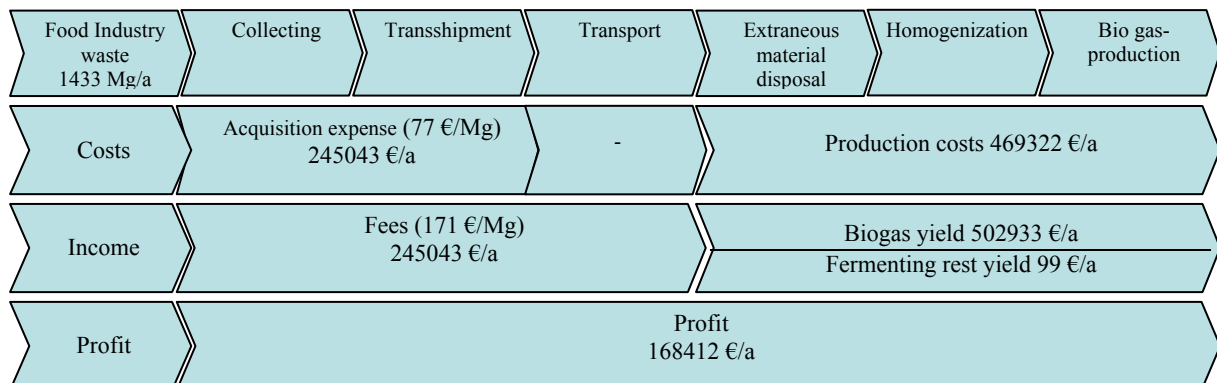 Food Industry
waste
1433 Mg/a
Collecting
Transshipment
Transport
Extraneous
material
disposal
Homogenization
Bio gas-
production
Costs
Acquisition expense (77 €/Mg)
245043 €/a
-
Production costs 469322 €/a
Income
Fees (171 €/Mg)
245043 €/a
Biogas yield 502933 €/a
Fermenting rest yield 99 €/a
Profit
Profit
168412 €/a